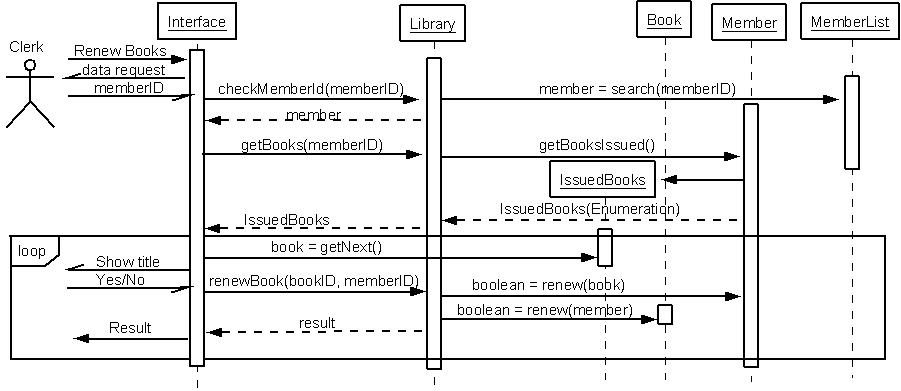 Interface
Library
Book
Member
MemberList
Clerk
Renew Books
data request
memberID
checkMemberId(memberID)
member = search(memberID)
member
getBooks(memberID)
getBooksIssued()
IssuedBooks
IssuedBooks(Enumeration)
IssuedBooks
loop
book = getNext()
Show title
Yes/No
renewBook(bookID, memberID)
boolean = renew(book)
boolean = renew(member)
Result
result